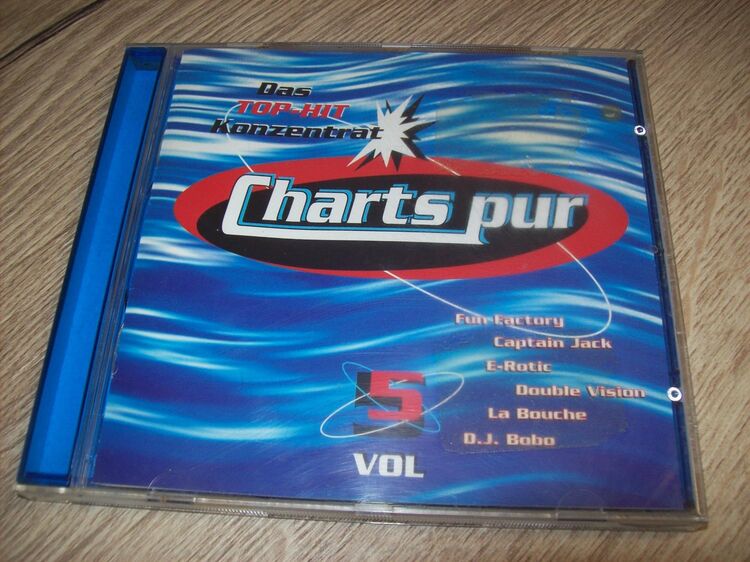 Das
TOP-HIT
Konzentrat
Charts pur
Fun Factory
Captain Jack
E-Rotic
Double Vision
La Bouche
D.J. Bobo
5
VOL